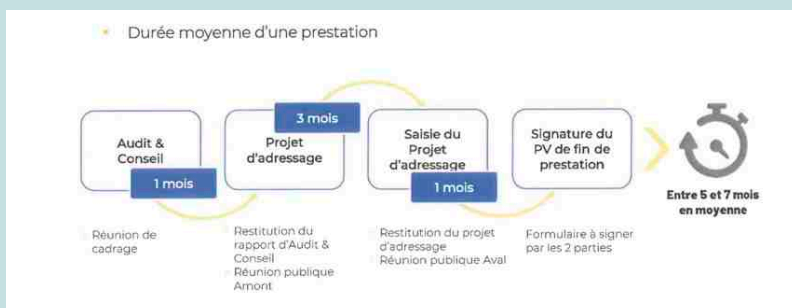 Durée moyenne d'une prestation
Audit &
Conseil
1 mois
Projet
d'adressage
3 mois
Saisie du
Projet
d'adressage
1 mois
Signature du
PV de fin de
prestation
Entre 5 et 7 mois
en moyenne
Réunion de
cadrage
Restitution du
rapport d'Audit &
Conseil
Réunion publique
Amont
Restitution du projet
d'adressage
Réunion publique Aval
Formulaire à signer
par les 2 parties